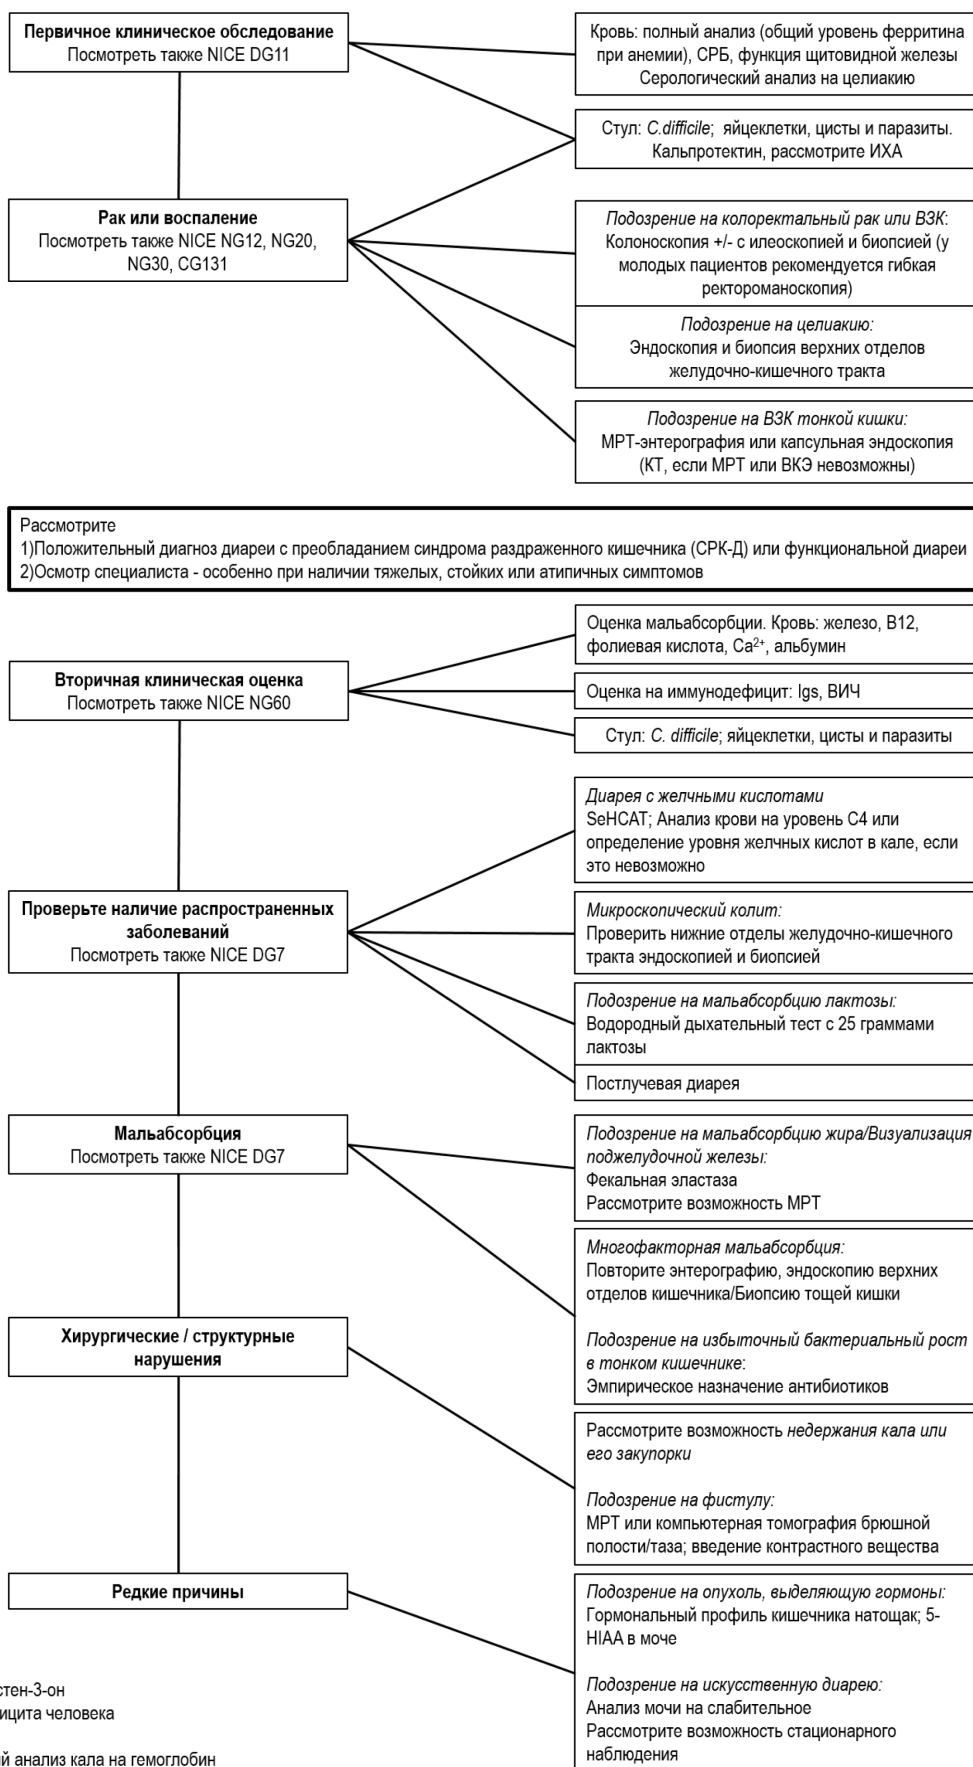 Первичное клиническое обследование
Посмотреть также NICE DG11
Кровь: полный анализ (общий уровень ферритина
при анемии), СРБ, функция щитовидной железы
Серологический анализ на целиакию
Стул: C.difficile; яйцеклетки, цисты и паразиты.
Кальпротектин, рассмотрите ИХА
Рак или воспаление
Посмотреть также NICE NG12, NG20,
NG30, CG131
Подозрение на колоректальный рак или ВЗК:
Колоноскопия +/- с илеоскопией и биопсией (у
молодых пациентов рекомендуется гибкая
ректороманоскопия)
Подозрение на целиакию:
Эндоскопия и биопсия верхних отделов
желудочно-кишечного тракта
Подозрение на ВЗК тонкой кишки:
МРТ-энтерография или капсульная эндоскопия
(КТ, если МРТ или ВКЭ невозможны)
Рассмотрите
1)Положительный диагноз диареи с преобладанием синдрома раздраженного кишечника (СРК-Д) или функциональной диареи
2)Осмотр специалиста - особенно при наличии тяжелых, стойких или атипичных симптомов
Вторичная клиническая оценка
Посмотреть также NICE NG60
Оценка мальабсорбции. Кровь: железо, B12,
фолиевая кислота, Ca²⁺, альбумин
Оценка на иммунодефицит: Igs, ВИЧ
Стул: C. difficile; яйцеклетки, цисты и паразиты
Проверьте наличие распространенных
заболеваний
Посмотреть также NICE DG7
Диарея с желчными кислотами
SeHCAT; Анализ крови на уровень C4 или
определение уровня желчных кислот в кале, если
это невозможно
Микроскопический колит:
Проверить нижние отделы желудочно-кишечного
тракта эндоскопией и биопсией
Подозрение на мальабсорбцию лактозы:
Водородный дыхательный тест с 25 граммами
лактозы
Постлучевая диарея
Мальабсорбция
Посмотреть также NICE DG7
Подозрение на мальабсорбцию жира/Визуализация
поджелудочной железы:
Фекальная эластаза
Рассмотрите возможность МРТ
Многофакторная мальабсорбция:
Повторите энтерографию, эндоскопию верхних
отделов кишечника/Биопсию тощей кишки
Подозрение на избыточный бактериальный рост
в тонком кишечнике:
Эмпирическое назначение антибиотиков
Хирургические / структурные
нарушения
Рассмотрите возможность недержания кала или
его закупорки
Подозрение на фистулу:
МРТ или компьютерная томография брюшной
полости/таза; введение контрастного вещества
Редкие причины
Подозрение на опухоль, выделяющую гормоны:
Гормональный профиль кишечника натощак; 5-
HIAA в моче
Подозрение на искусственную диарею:
Анализ мочи на слабительное
Рассмотрите возможность стационарного
наблюдения
стен-3-он
ицита человека
й анализ кала на гемоглобин